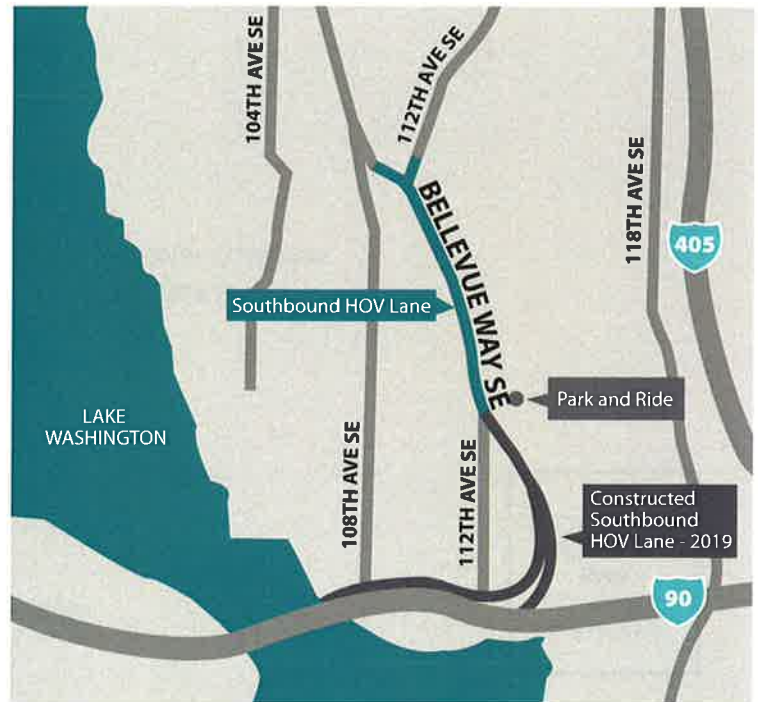 104TH AVE SE
112TH AVE SE
118TH AVE SE
405
BELLEVUE WAY SE
Southbound HOV Lane
Park and Ride
LAKE
WASHINGTON
108TH AVE SE
112TH AVE SE
Constructed
Southbound
HOV Lane - 2019
90